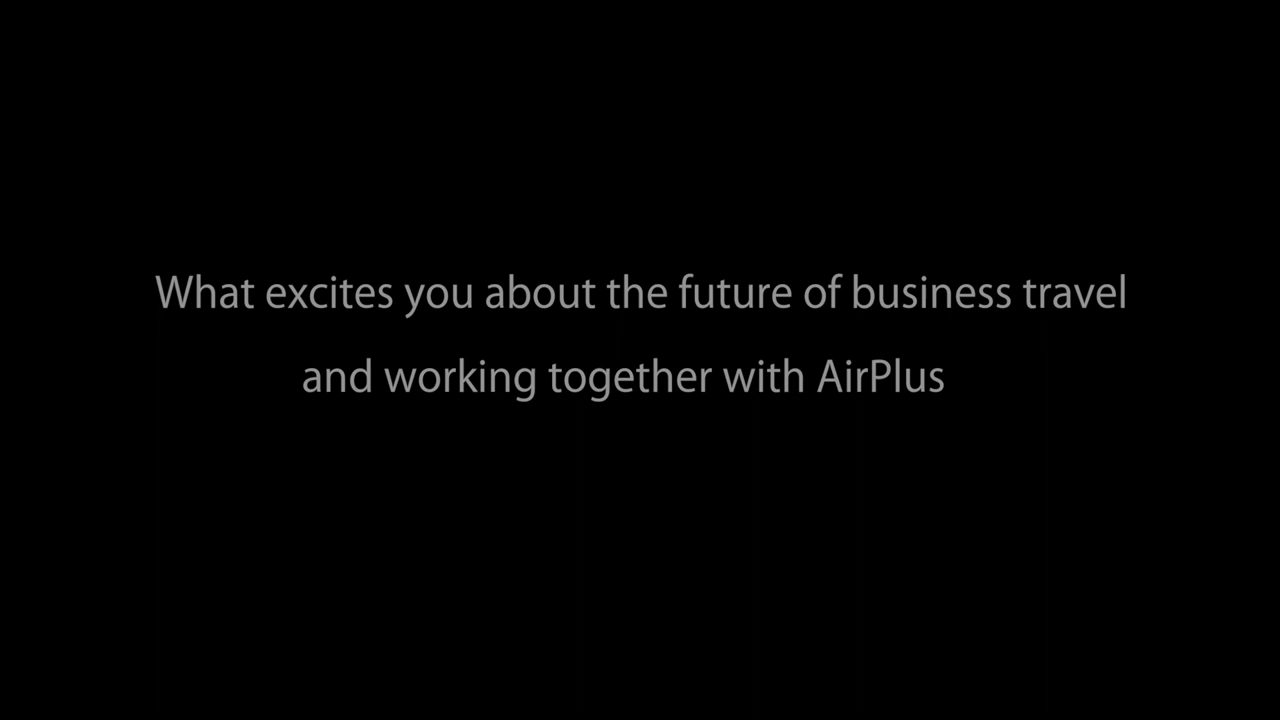 What excites you about the future of business travel
and working together with AirPlus